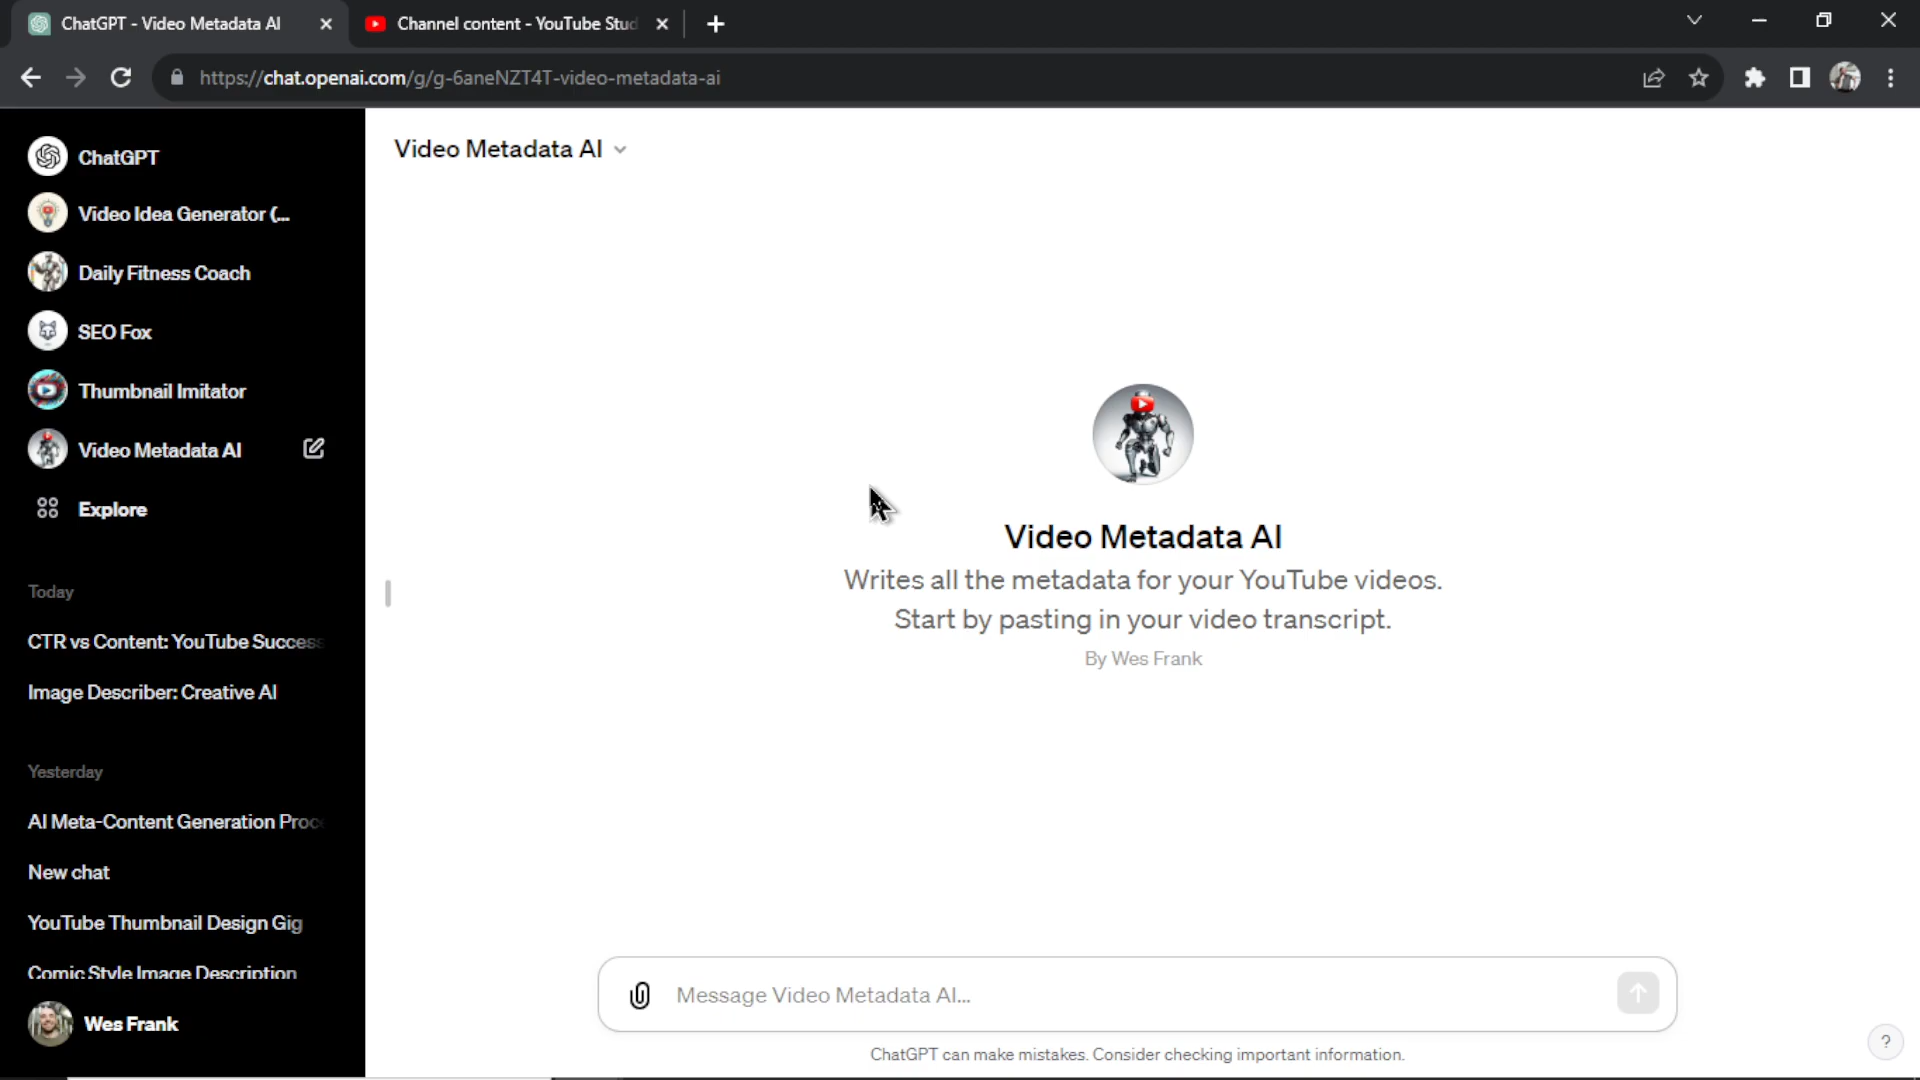 ChatGPT - Video Metadata AI
Channel content - YouTube Stud
https://chat.openai.com/g/g-6aneNZT4T-video-metadata-ai
ChatGPT
Video Idea Generator (...
Daily Fitness Coach
SEO Fox
Thumbnail Imitator
Video Metadata AI
Explore
Today
CTR vs Content: YouTube Success
Image Describer: Creative AI
Yesterday
AI Meta-Content Generation Proc
New chat
YouTube Thumbnail Design Gig
Comic Style Image Description
Wes Frank
Video Metadata AI
Video Metadata AI
Writes all the metadata for your YouTube videos.
Start by pasting in your video transcript.
By Wes Frank
Message Video Metadata AI...
ChatGPT can make mistakes. Consider checking important information.
?